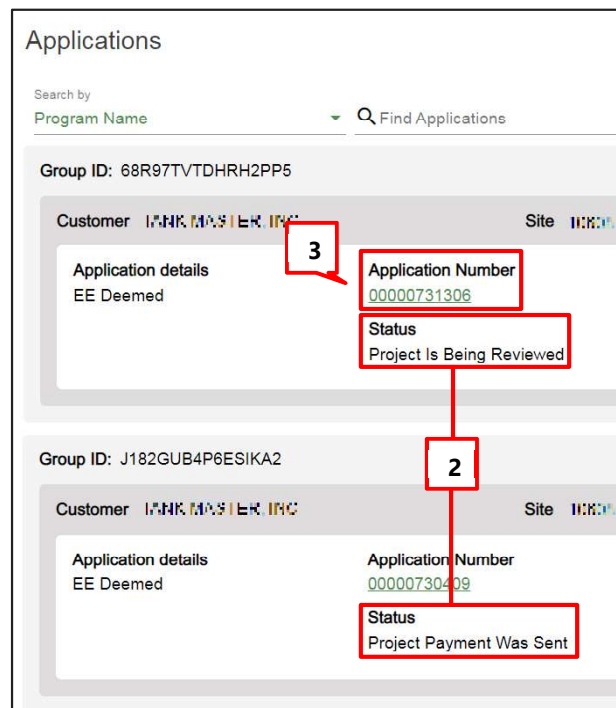 Applications
Search by
Program Name
Find Applications
Group ID: 68R97TVTDHRH2PP5
Customer
Site
3
Application details
Application Number
EE Deemed
00000731306
Status
Project Is Being Reviewed
Group ID: J182GUB4P6ESIKA2
2
Customer
Site
Application details
Application Number
EE Deemed
00000730409
Status
Project Payment Was Sent